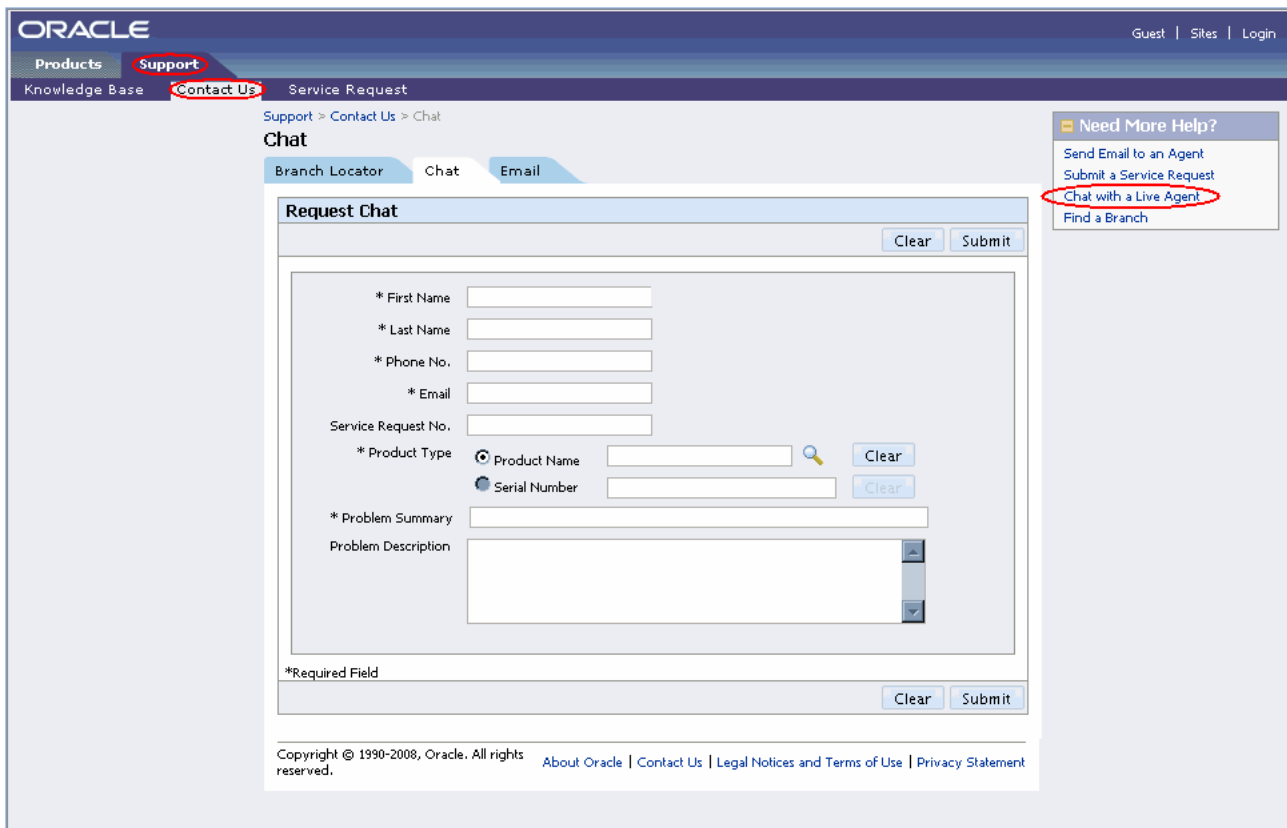 ORACLE
Guest | Sites | Login
Products Support
Knowledge Base Contact Us Service Request
Support > Contact Us > Chat
Chat
Branch Locator Chat Email
Request Chat
Clear Submit
* First Name
* Last Name
* Phone No.
* Email
Service Request No.
* Product Type Product Name Clear
Serial Number Clear
* Problem Summary
Problem Description
*Required Field
Clear Submit
Copyright © 1990-2008, Oracle. All rights
reserved.
About Oracle | Contact Us | Legal Notices and Terms of Use | Privacy Statement
Need More Help?
Send Email to an Agent
Submit a Service Request
Chat with a Live Agent
Find a Branch